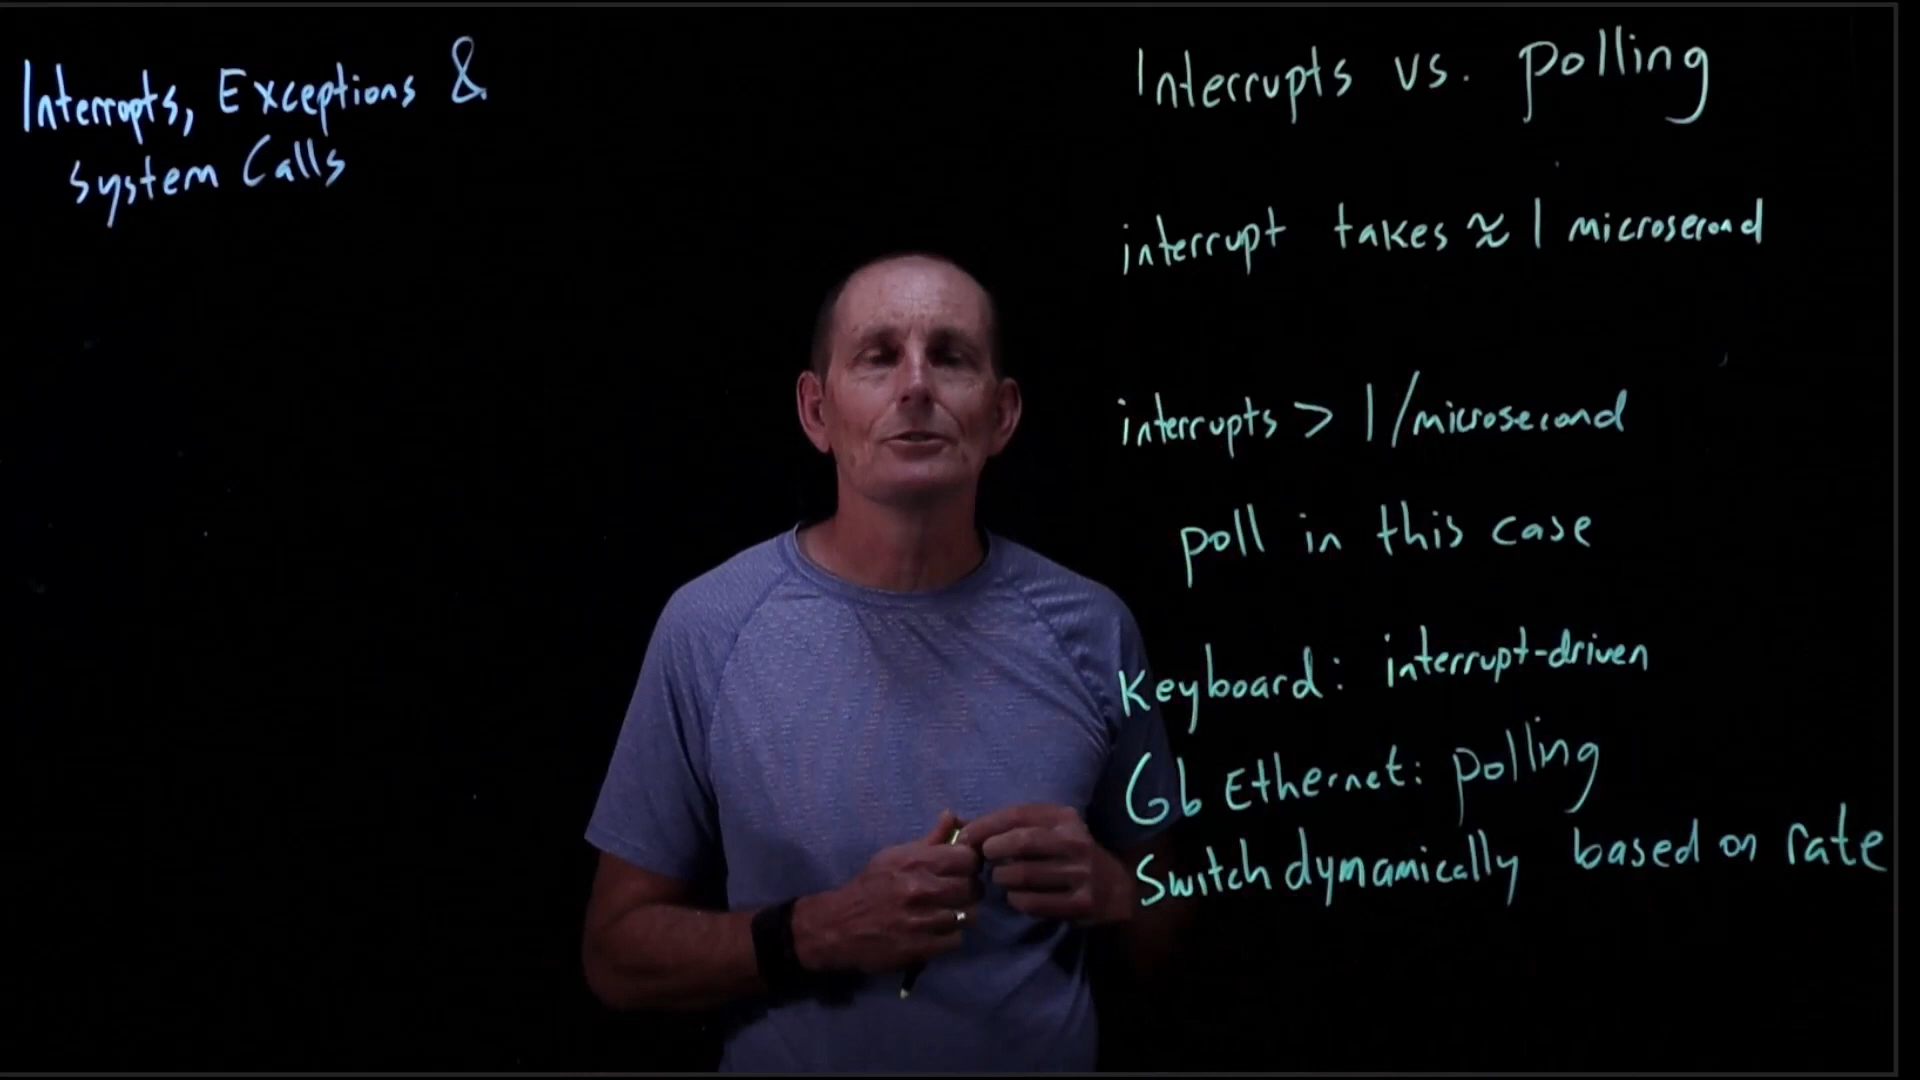 Interrupts, Exceptions &
System Calls
Interrupts vs. polling
interrupt takes ≈ 1 microsecond
interrupts > 1/microsecond
poll in this case
Keyboard: interrupt-driven
Gb Ethernet: polling
Switch dynamically based on rate